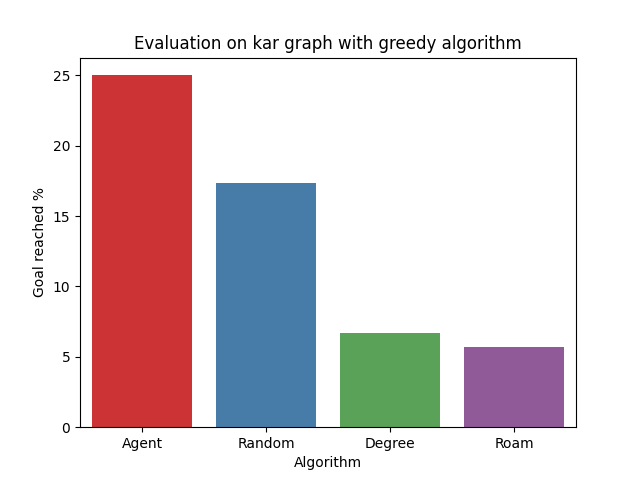 Evaluation on kar graph with greedy algorithm
Goal reached %
25
20
15
10
5
0
Agent Random Degree Roam
Algorithm